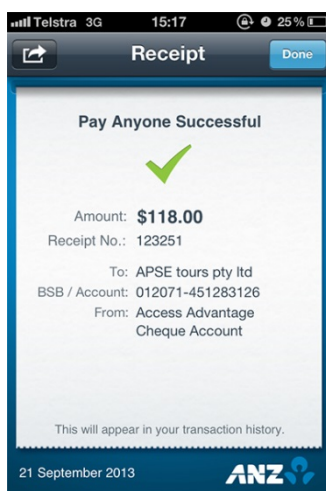 Telstra 3G 15:17 25%
Receipt
Done
Pay Anyone Successful
Amount: $118.00
Receipt No.: 123251
To: APSE tours pty ltd
BSB / Account: 012071-451283126
From: Access Advantage
Cheque Account
This will appear in your transaction history.
21 September 2013
ANZ